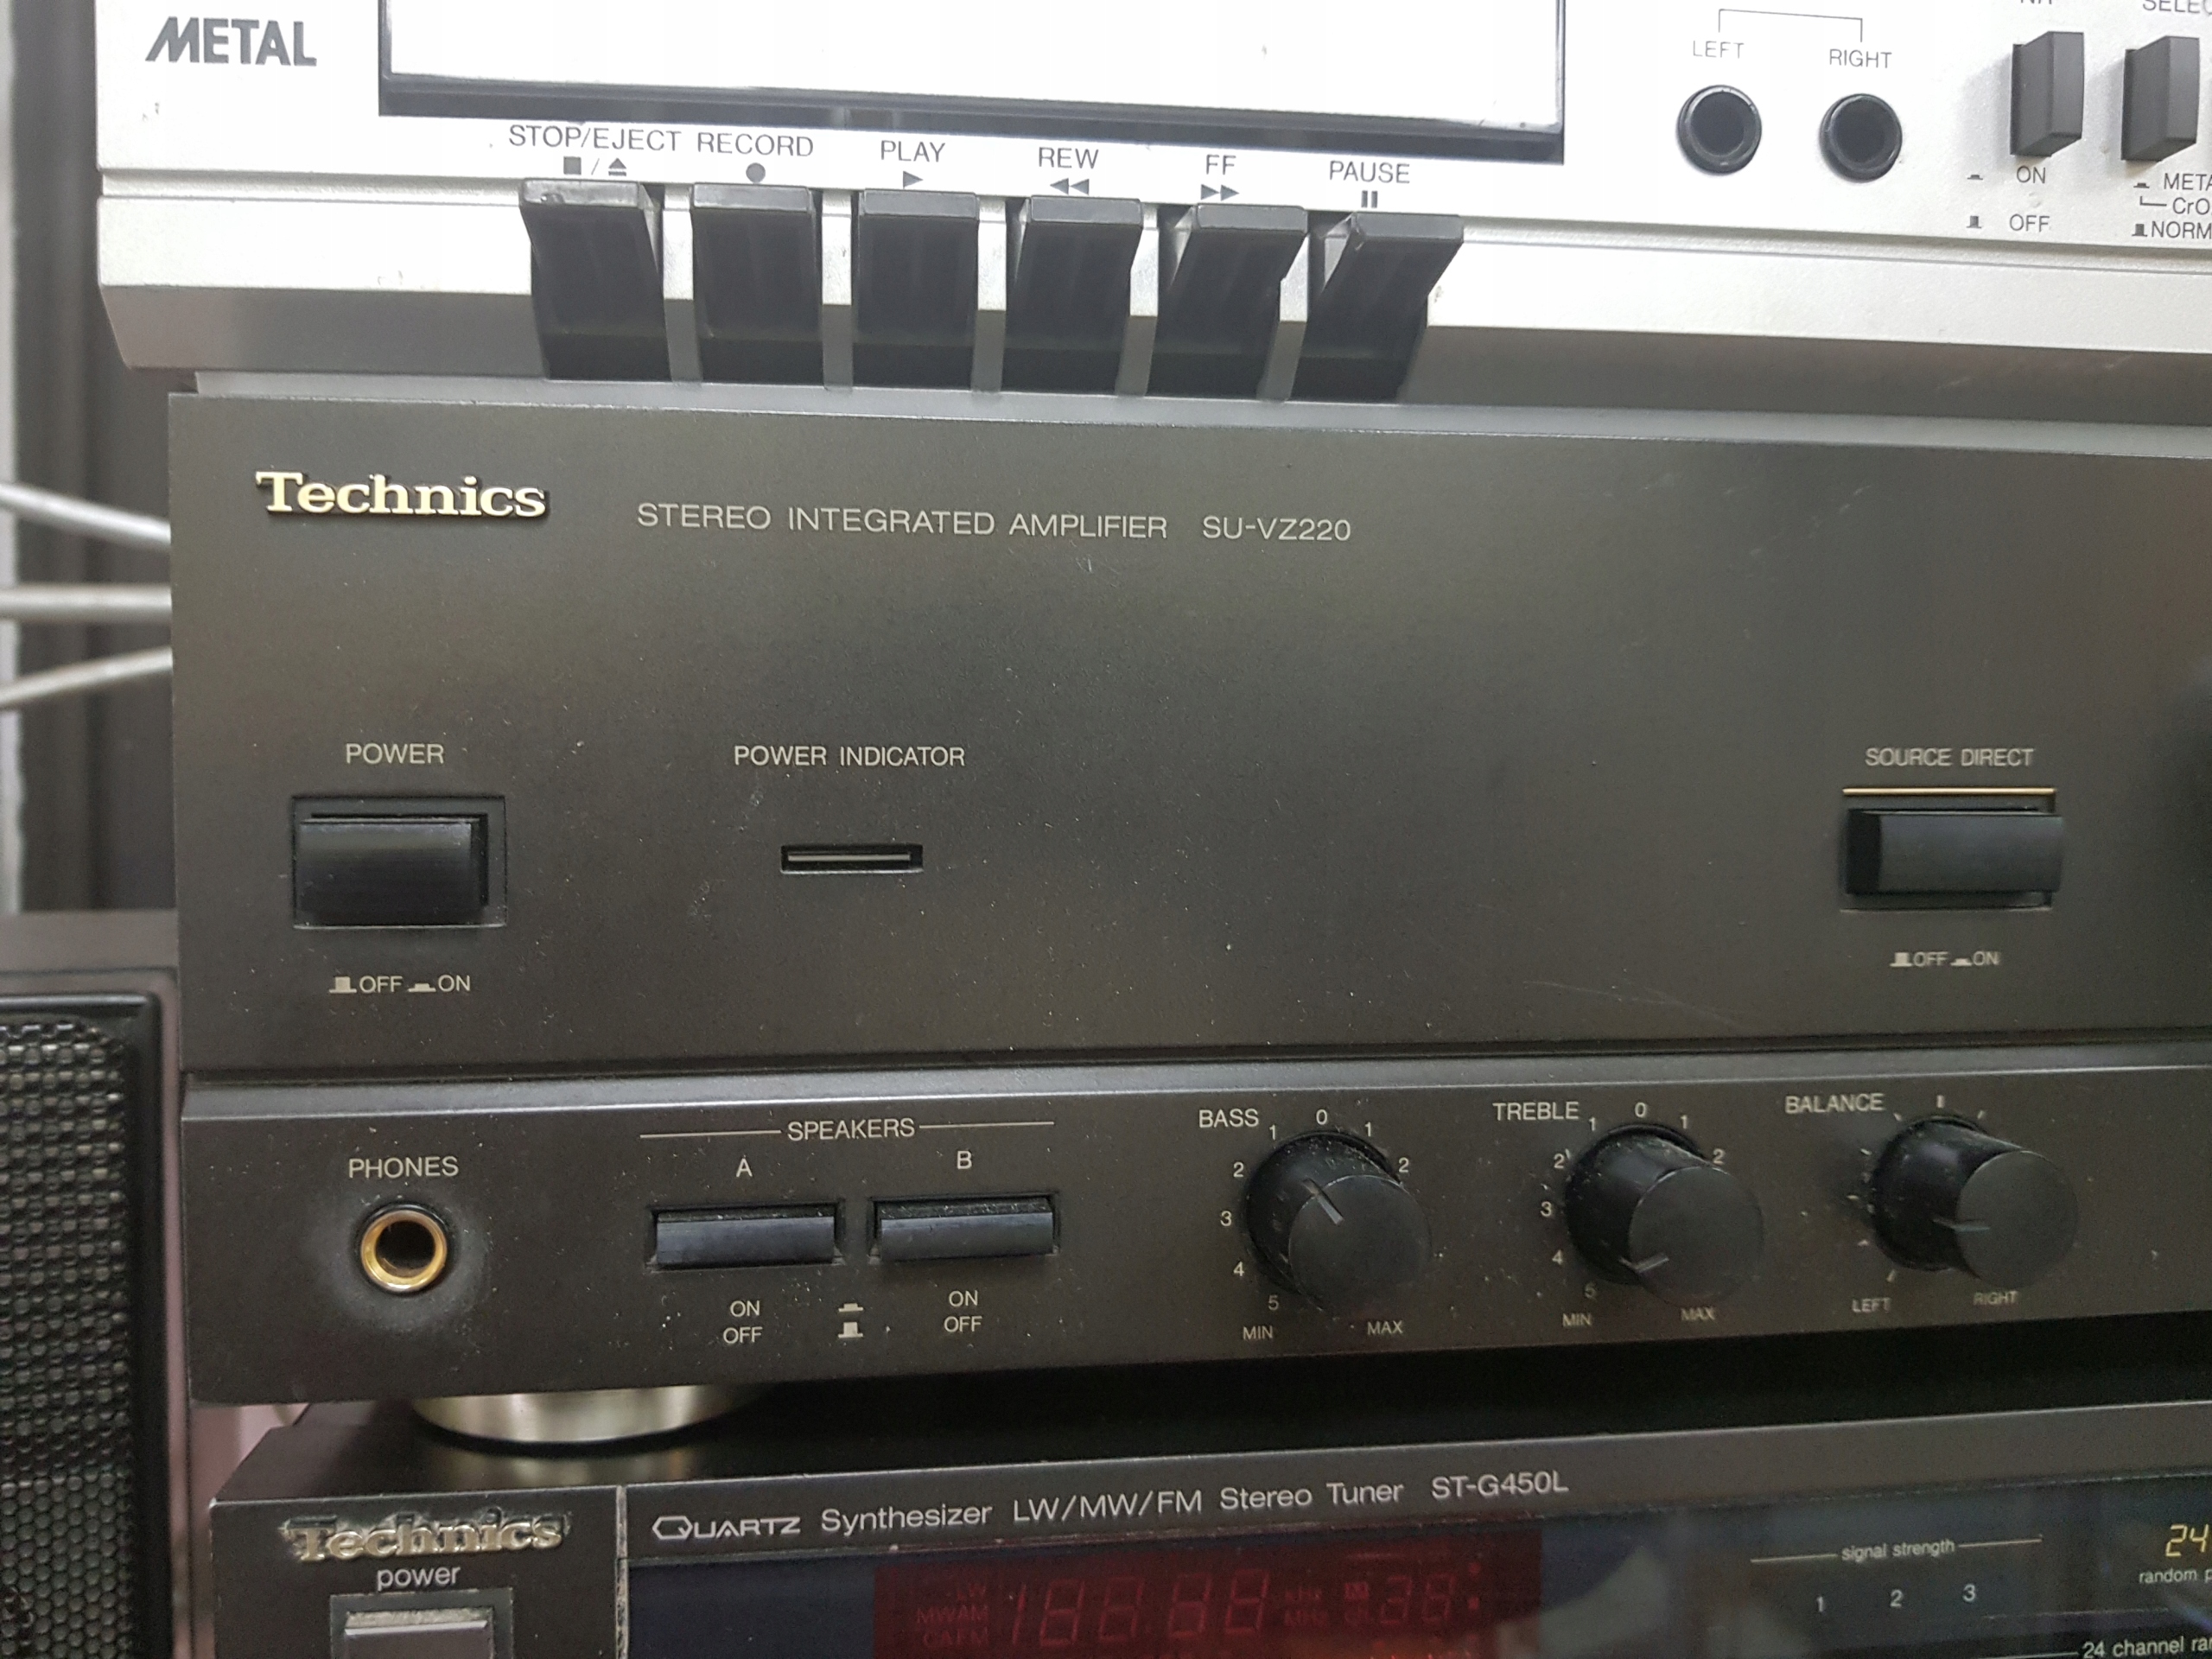 METAL
LEFT RIGHT
STOP/EJECT RECORD PLAY REW FF PAUSE
ON
OFF
Technics
STEREO INTEGRATED AMPLIFIER SU-VZ220
POWER
POWER INDICATOR
SOURCE DIRECT
OFF ON
OFF ON
SPEAKERS
PHONES
A B
ON
OFF
ON
OFF
BASS
5 4 3 2 1 0 1 2
MIN MAX
TREBLE
5 4 3 2 1 0 1 2
MIN MAX
BALANCE
LEFT RIGHT
Technics
power
QUARTZ Synthesizer LW/MW/FM Stereo Tuner ST-G450L
signal strength
1 2 3
24
random
24 channel